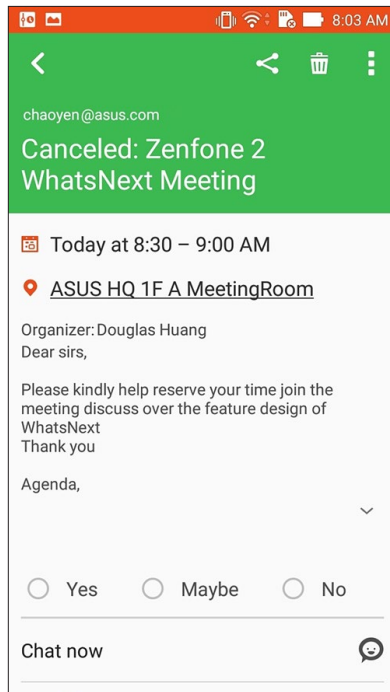 8:03 AM
chaoyen@asus.com
Canceled: Zenfone 2
WhatsNext Meeting
Today at 8:30 – 9:00 AM
ASUS HQ 1F A MeetingRoom
Organizer: Douglas Huang
Dear sirs,
Please kindly help reserve your time join the
meeting discuss over the feature design of
WhatsNext
Thank you
Agenda,
Yes Maybe No
Chat now